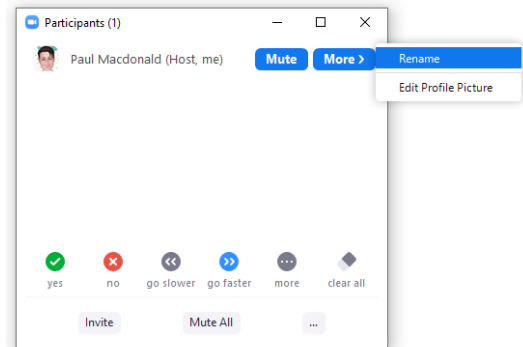 Participants (1)
Paul Macdonald (Host, me)
Mute
More >
Rename
Edit Profile Picture
yes
no
go slower
go faster
more
clear all
Invite
Mute All
...